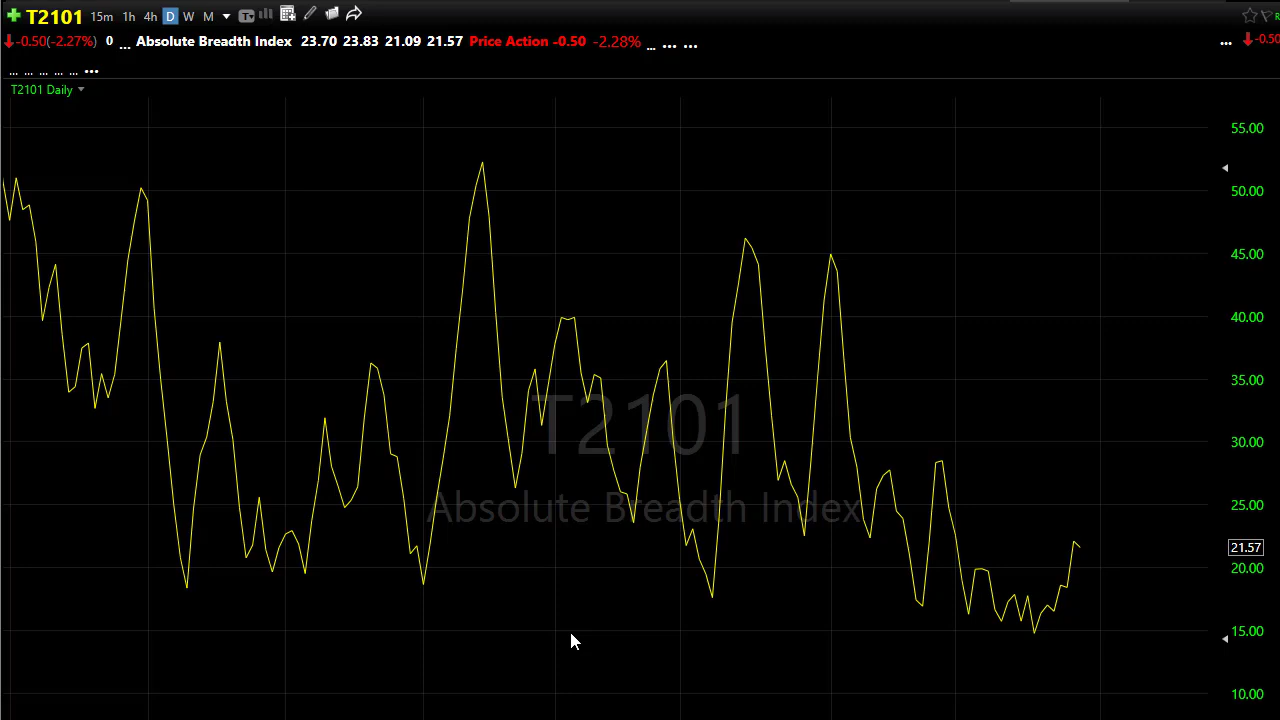 T2101 15m 1h 4h D W M T
-0.50(-2.27%) 0 ... Absolute Breadth Index 23.70 23.83 21.09 21.57 Price Action -0.50 -2.28% ... ... ... ... -0.50
... ... ... ... ... ...
T2101 Daily
55.00
50.00
45.00
40.00
35.00
30.00
25.00
21.57
20.00
15.00
10.00
T2101
Absolute Breadth Index